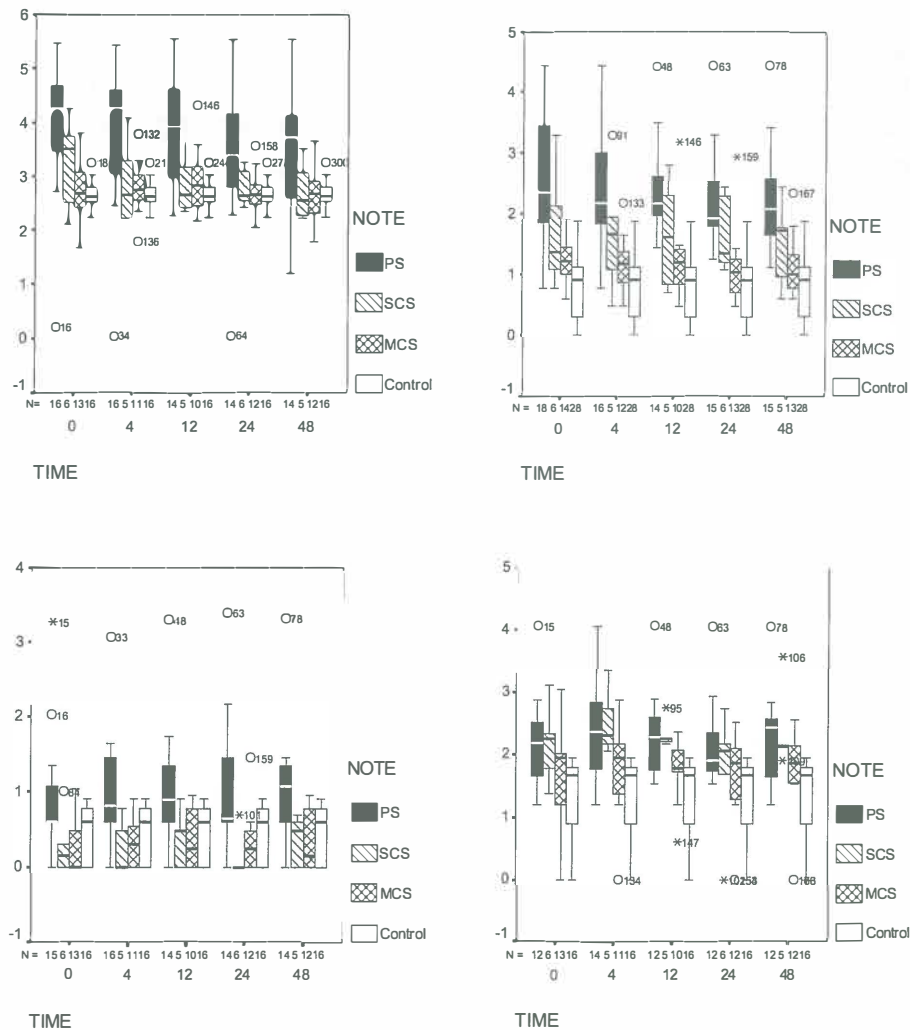 6
5
4
3
2
1
0
-1
O16
O18
O34
O132
O136
O21
O146
O244
O64
O158
O27
O300
N= 16 6 1316 16 5 1116 14 5 1016 14 6 1216 14 5 1216
0 4 12 24 48
TIME
NOTE
PS
SCS
MCS
Control
5
4
3
2
1
0
-1
O91
O133
O48
*146
O63
*159
O78
O167
N = 18 6 1428 16 5 1228 14 5 1028 15 6 1328 15 5 1328
0 4 12 24 48
TIME
NOTE
PS
SCS
MCS
Control
4
3
2
1
0
-1
*15
O16
O84
O33
O48
O63
O159
*101
O78
N = 15 6 1316 16 5 1116 14 5 1016 14 6 1216 14 5 1216
0 4 12 24 48
TIME
NOTE
PS
SCS
MCS
Control
5
4
3
2
1
0
-1
O15
O134
O48
*95
*147
O63
O78
*106
N = 12 6 1316 14 5 1116 12 5 1016 12 6 1216 12 5 1216
0 4 12 24 48
TIME
NOTE
PS
SCS
MCS
Control